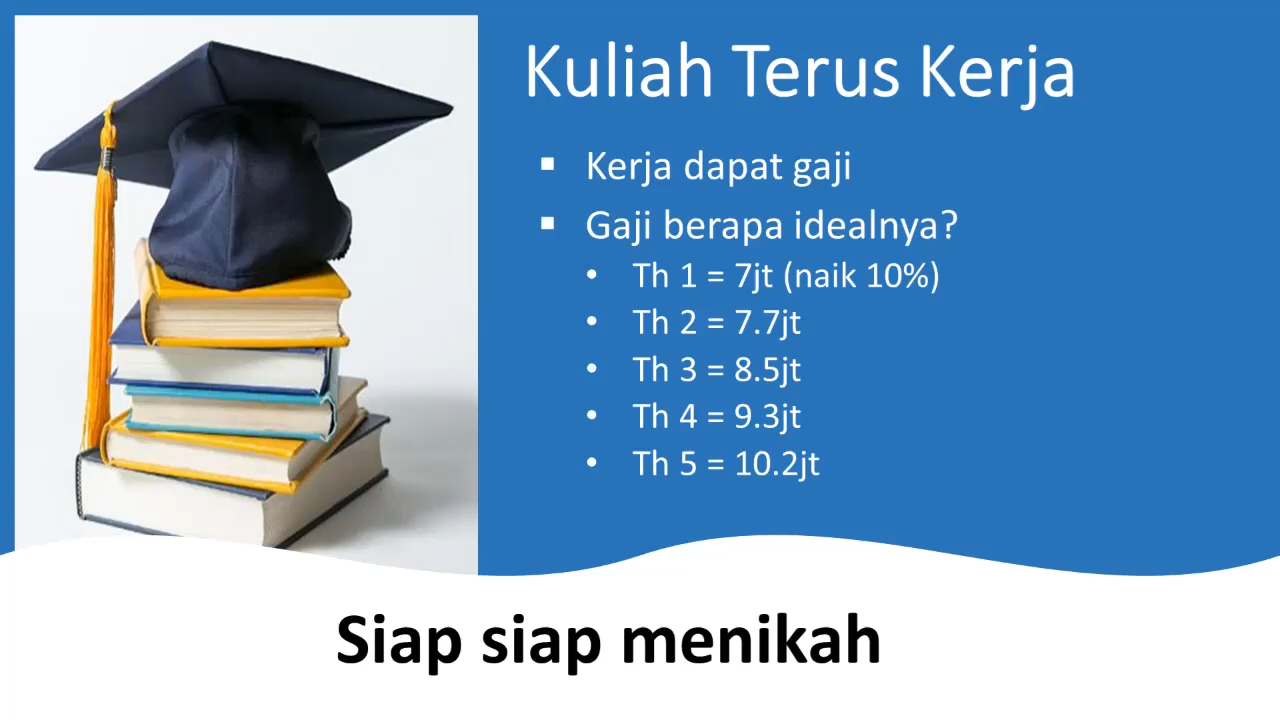 Kuliah Terus Kerja
▪ Kerja dapat gaji
▪ Gaji berapa idealnya?
• Th 1 = 7jt (naik 10%)
• Th 2 = 7.7jt
• Th 3 = 8.5jt
• Th 4 = 9.3jt
• Th 5 = 10.2jt
Siap siap menikah